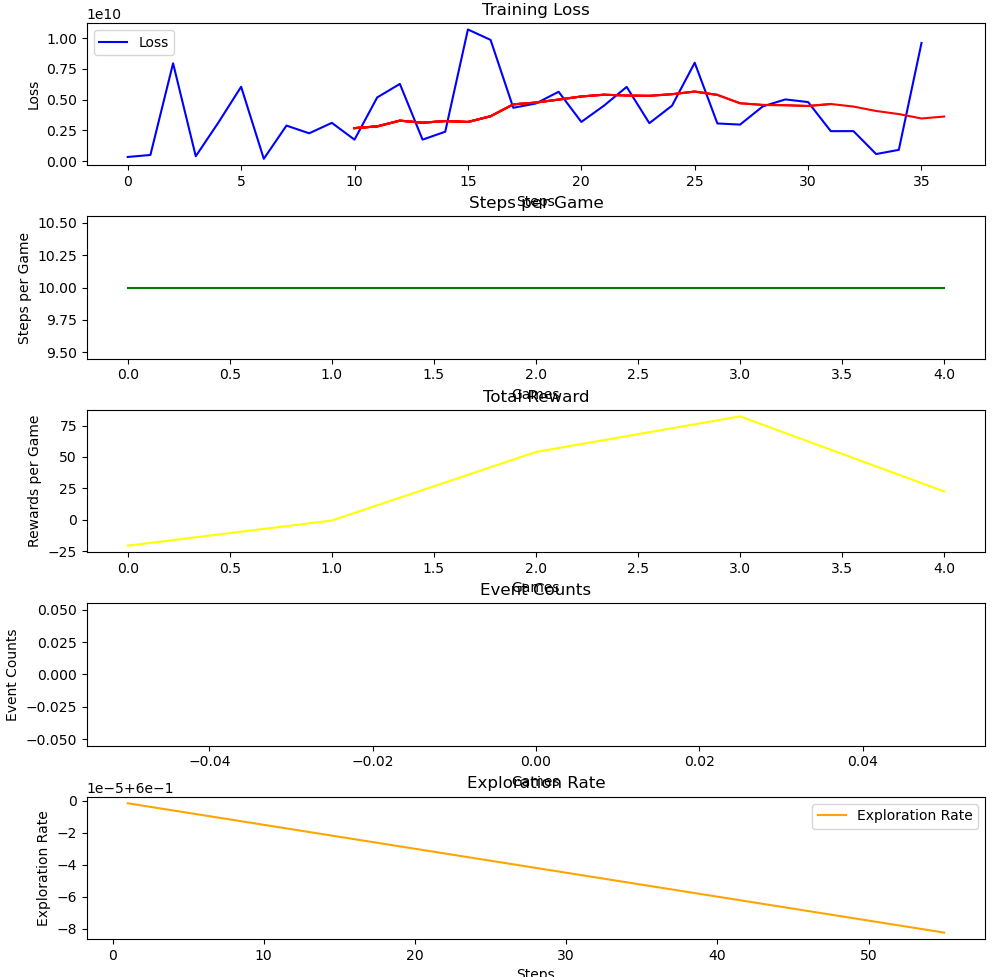 Training Loss
1e10
1.00
0.75
0.50
0.25
0.00
Loss
Loss
0 5 10 15 20 25 30 35
Steps
Steps per Game
10.50
10.25
10.00
9.75
9.50
Steps per Game
0.0 0.5 1.0 1.5 2.0 2.5 3.0 3.5 4.0
Games
Total Reward
75
50
25
0
−25
Rewards per Game
0.0 0.5 1.0 1.5 2.0 2.5 3.0 3.5 4.0
Games
Event Counts
0.050
0.025
0.000
−0.025
−0.050
Event Counts
−0.04 −0.02 0.00 0.02 0.04
Games
Exploration Rate
1e−5+6e−1
0
−2
−4
−6
−8
Exploration Rate
Exploration Rate
0 10 20 30 40 50
Steps